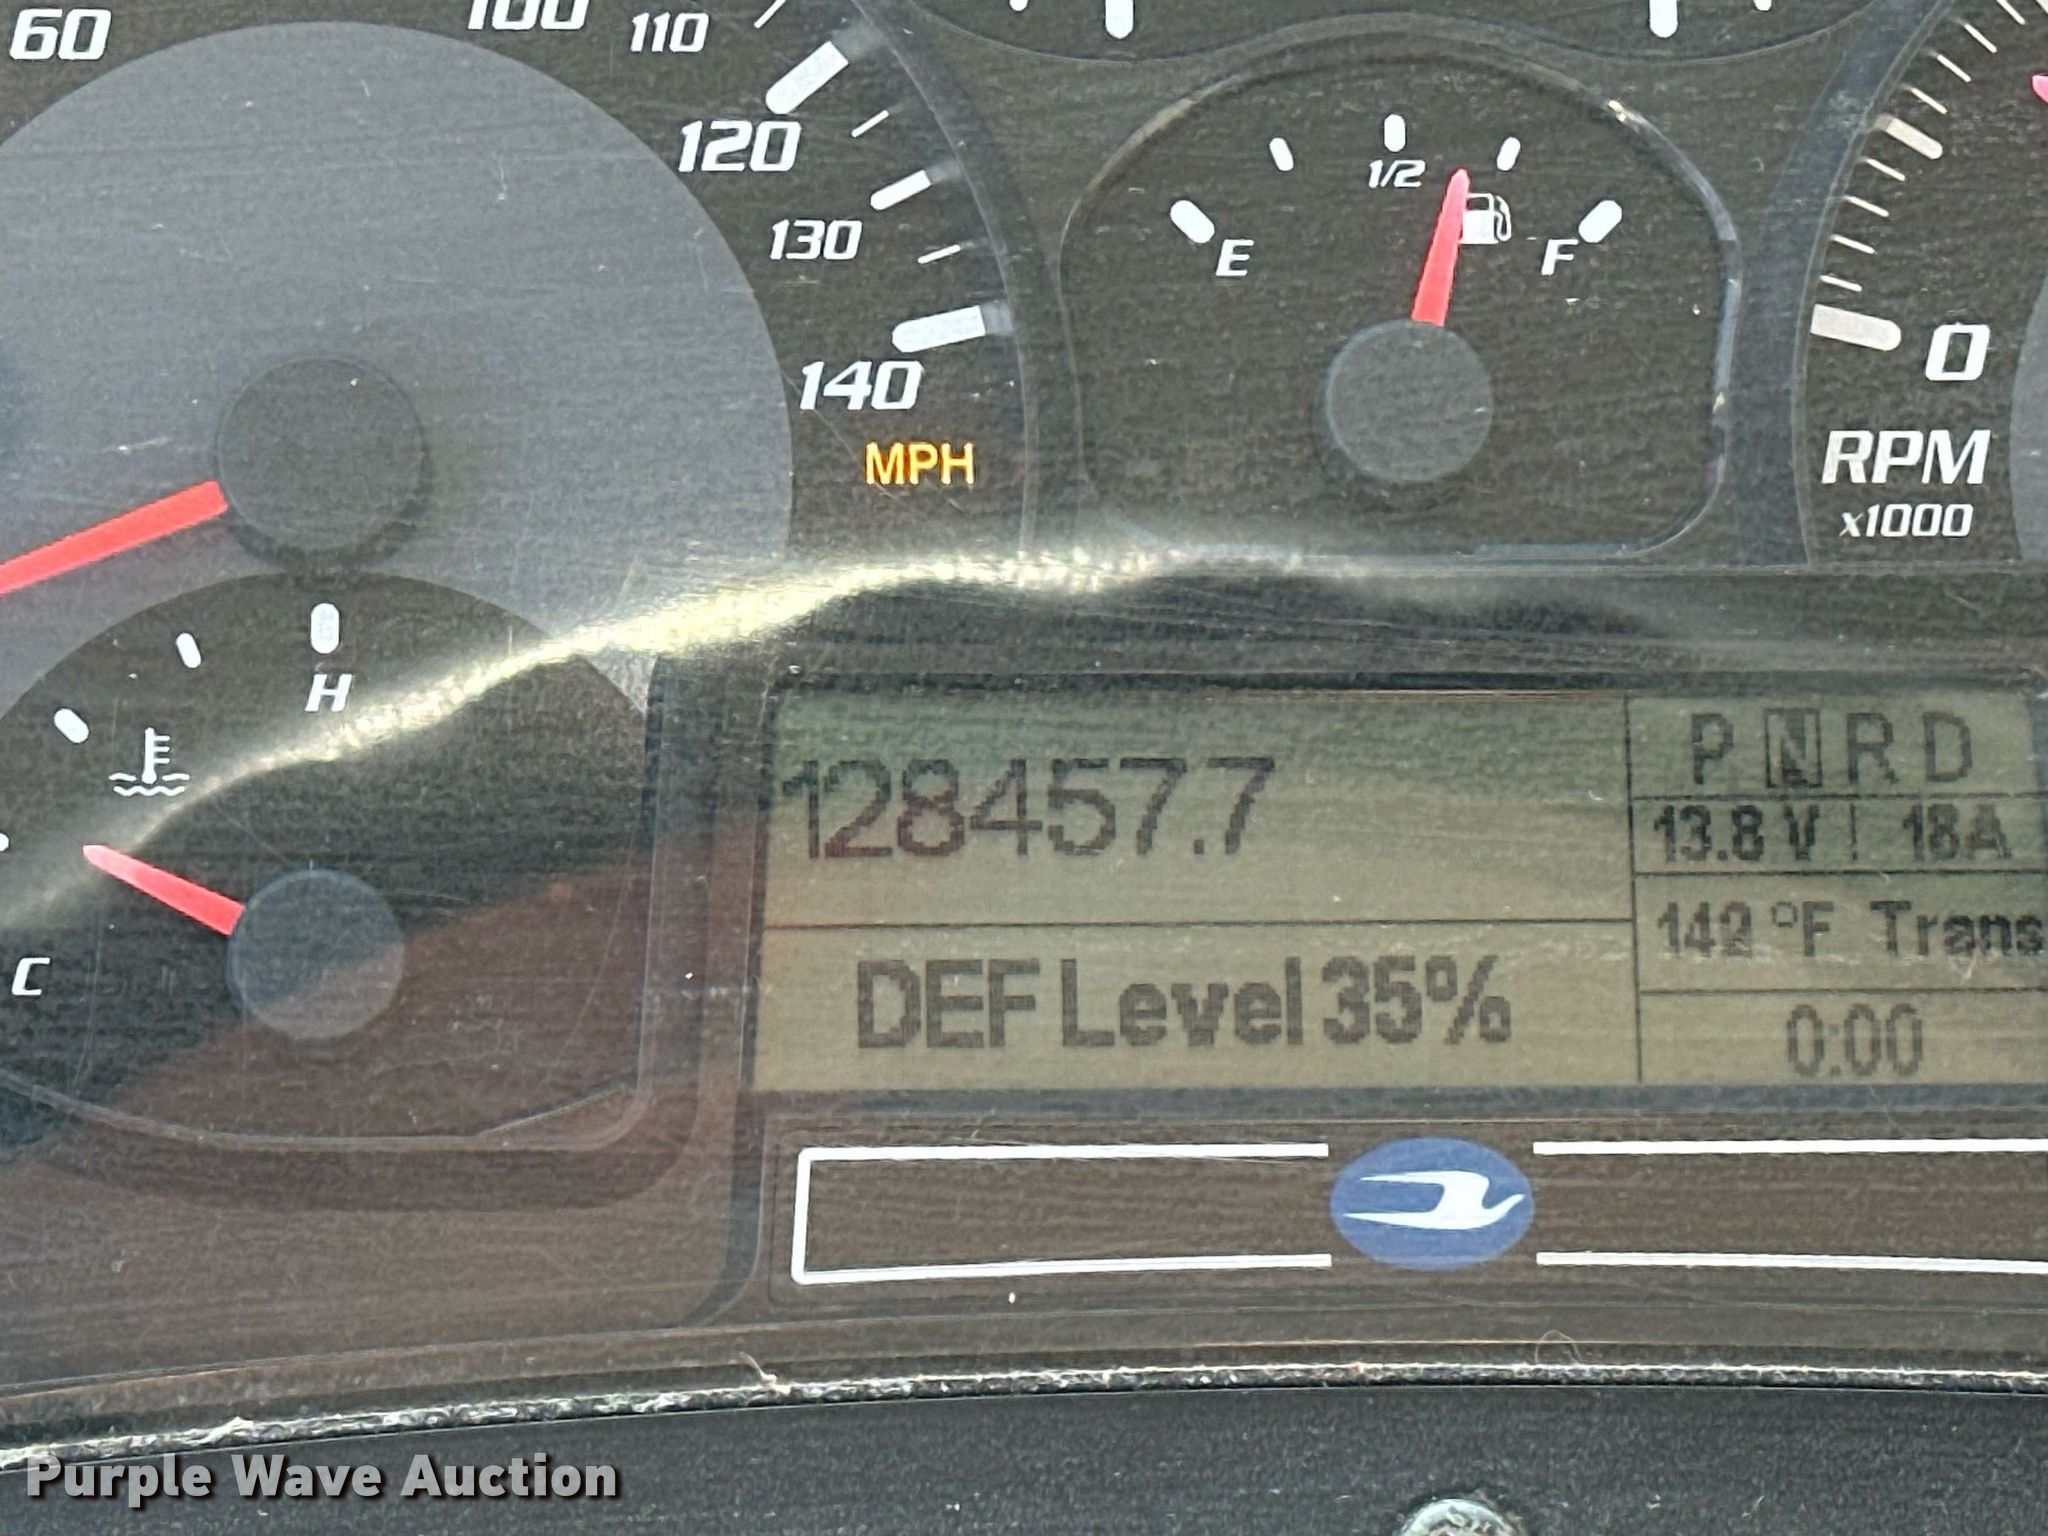 60
100
110
120
130
140
MPH
1/2
E
F
0
RPM
x1000
H
C
128457.7
P N R D
13.8 V | 18A
142 °F Trans
DEF Level 35%
0:00
Purple Wave Auction